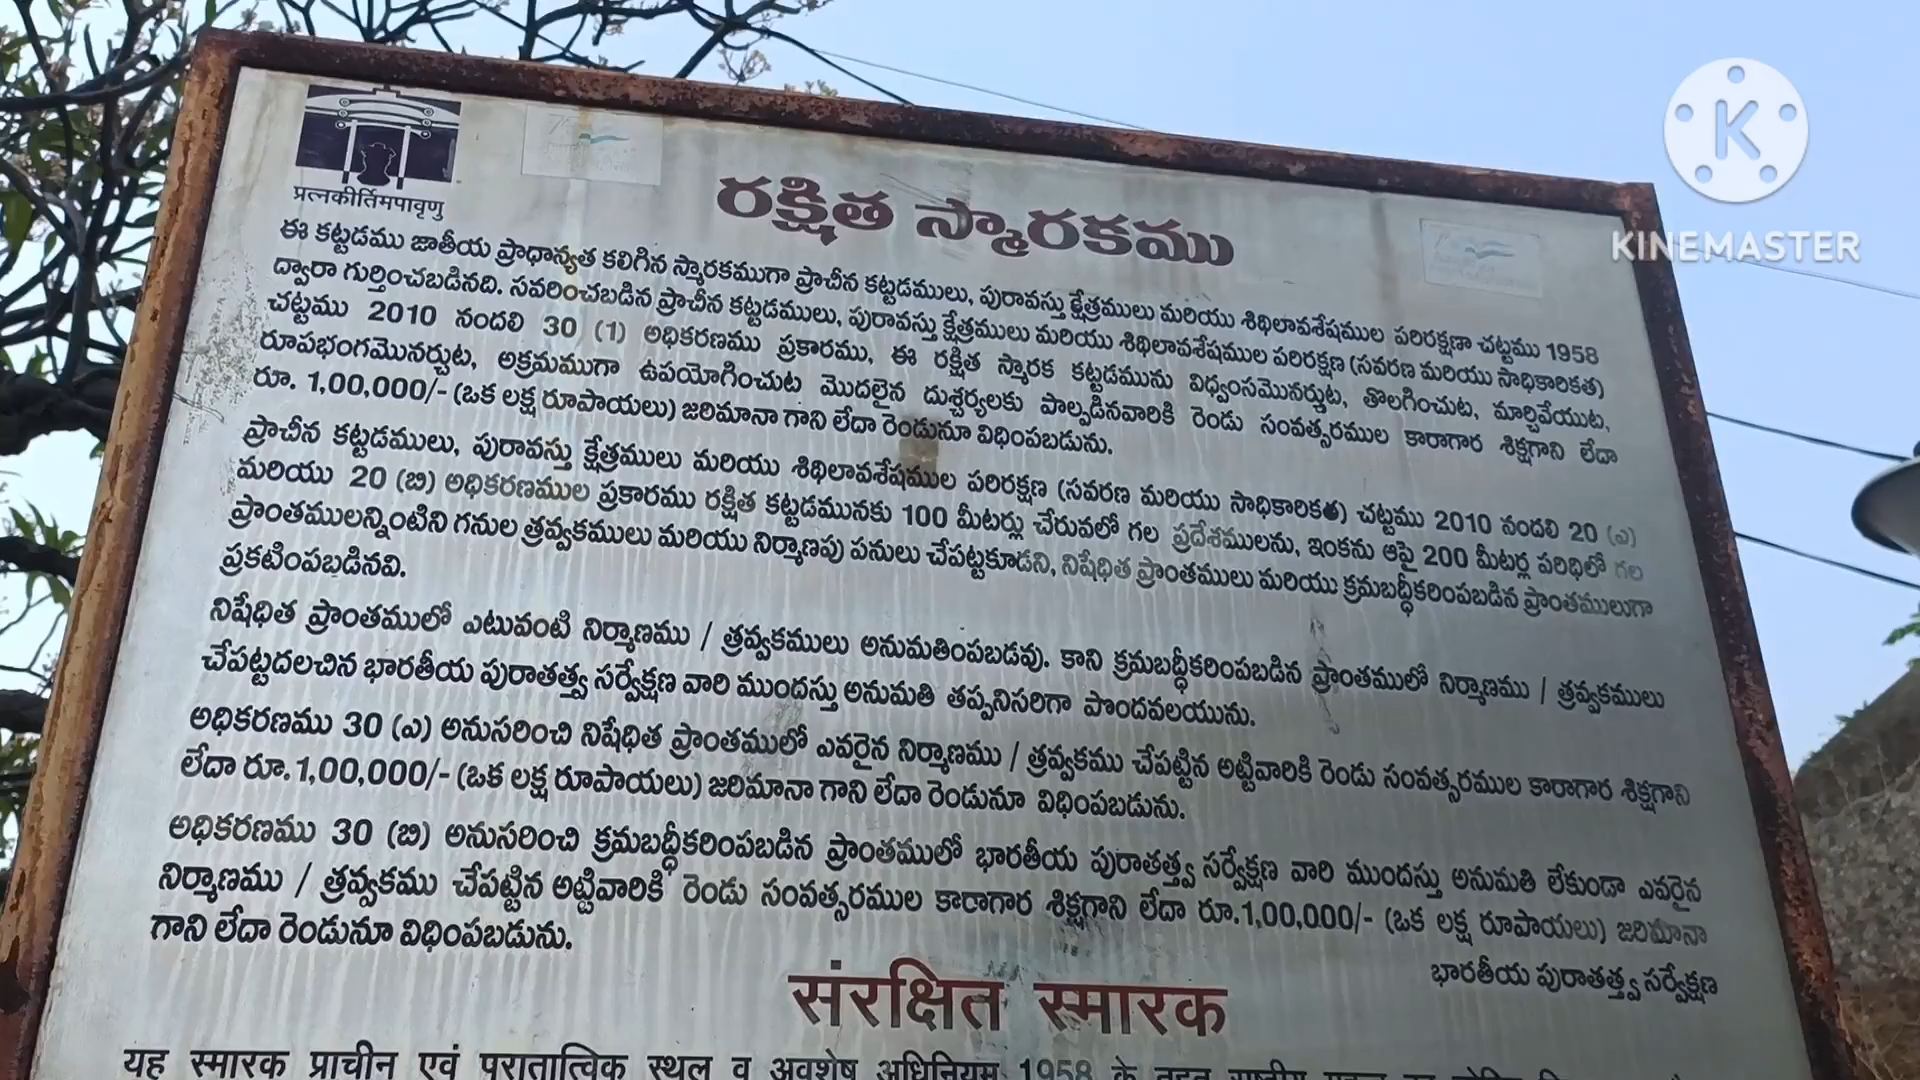 प्रत्नकीर्तिमपावृणु
రక్షిత స్మారకము
KINEMASTER
ఈ కట్టడము జాతీయ ప్రాధాన్యత కలిగిన స్మారకముగా ప్రాచీన కట్టడములు, పురావస్తు క్షేత్రములు మరియు శిథిలావశేషముల పరిరక్షణా చట్టము 1958
ద్వారా గుర్తించబడినది. సవరించబడిన ప్రాచీన కట్టడములు, పురావస్తు క్షేత్రములు మరియు శిథిలావశేషముల పరిరక్షణ (సవరణ మరియు సాధికారికత)
చట్టము 2010 నందలి 30 (1) అధికరణము ప్రకారము, ఈ రక్షిత స్మారక కట్టడమును విధ్వంసమొనర్చుట, తొలగించుట, మార్చివేయుట,
రూపభంగమొనర్చుట, అక్రమముగా ఉపయోగించుట మొదలైన దుశ్చర్యలకు పాల్పడినవారికి రెండు సంవత్సరముల కారాగార శిక్షగాని లేదా
రూ. 1,00,000/- (ఒక లక్ష రూపాయలు) జరిమానా గాని లేదా రెండునూ విధింపబడును.
ప్రాచీన కట్టడములు, పురావస్తు క్షేత్రములు మరియు శిథిలావశేషముల పరిరక్షణ (సవరణ మరియు సాధికారికత) చట్టము 2010 నందలి 20 (ఎ)
మరియు 20 (బి) అధికరణముల ప్రకారము రక్షిత కట్టడమునకు 100 మీటర్లు చేరువలో గల ప్రదేశములను, ఇంకను ఆపై 200 మీటర్ల పరిధిలో గల
ప్రాంతములన్నింటిని గనుల త్రవ్వకములు మరియు నిర్మాణపు పనులు చేపట్టకూడని, నిషేధిత ప్రాంతములు మరియు క్రమబద్ధీకరింపబడిన ప్రాంతములుగా
ప్రకటింపబడినవి.
నిషేధిత ప్రాంతములో ఎటువంటి నిర్మాణము / త్రవ్వకములు అనుమతింపబడవు. కాని క్రమబద్ధీకరింపబడిన ప్రాంతములో నిర్మాణము / త్రవ్వకములు
చేపట్టదలచిన భారతీయ పురాతత్త్వ సర్వేక్షణ వారి ముందస్తు అనుమతి తప్పనిసరిగా పొందవలయును.
అధికరణము 30 (ఎ) అనుసరించి నిషేధిత ప్రాంతములో ఎవరైన నిర్మాణము / త్రవ్వకము చేపట్టిన అట్టివారికి రెండు సంవత్సరముల కారాగార శిక్షగాని
లేదా రూ.1,00,000/- (ఒక లక్ష రూపాయలు) జరిమానా గాని లేదా రెండునూ విధింపబడును.
అధికరణము 30 (బి) అనుసరించి క్రమబద్ధీకరింపబడిన ప్రాంతములో భారతీయ పురాతత్త్వ సర్వేక్షణ వారి ముందస్తు అనుమతి లేకుండా ఎవరైన
నిర్మాణము / త్రవ్వకము చేపట్టిన అట్టివారికి రెండు సంవత్సరముల కారాగార శిక్షగాని లేదా రూ.1,00,000/- (ఒక లక్ష రూపాయలు) జరిమానా
గాని లేదా రెండునూ విధింపబడును.
భారతీయ పురాతత్త్వ సర్వేక్షణ
संरक्षित स्मारक
यह स्मारक प्राचीन एवं पुरातात्विक स्थल व अवशेष अधिनियम 1958 के तहत